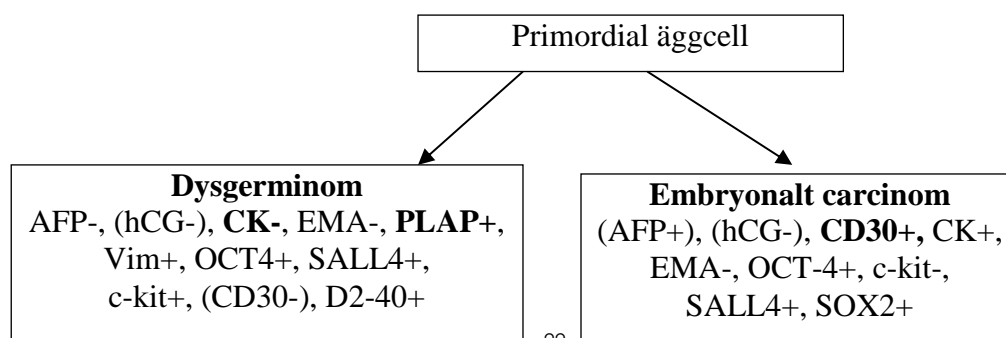 Primordial äggcell
Dysgerminom
AFP-, (hCG-), CK-, EMA-, PLAP+,
Vim+, OCT4+, SALL4+,
c-kit+, (CD30-), D2-40+
Embryonalt carcinom
(AFP+), (hCG-), CD30+, CK+,
EMA-, OCT-4+, c-kit-,
SALL4+, SOX2+